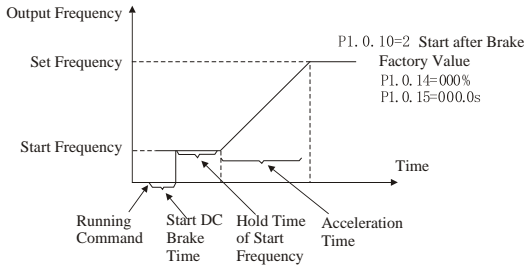 Output Frequency
P1. 0. 10=2 Start after Brake
Set Frequency
Factory Value
P1. 0. 14=000%
P1. 0. 15=000.0s
Start Frequency
Time
Running
Command
Start DC
Brake
Time
Hold Time
of Start
Frequency
Acceleration
Time